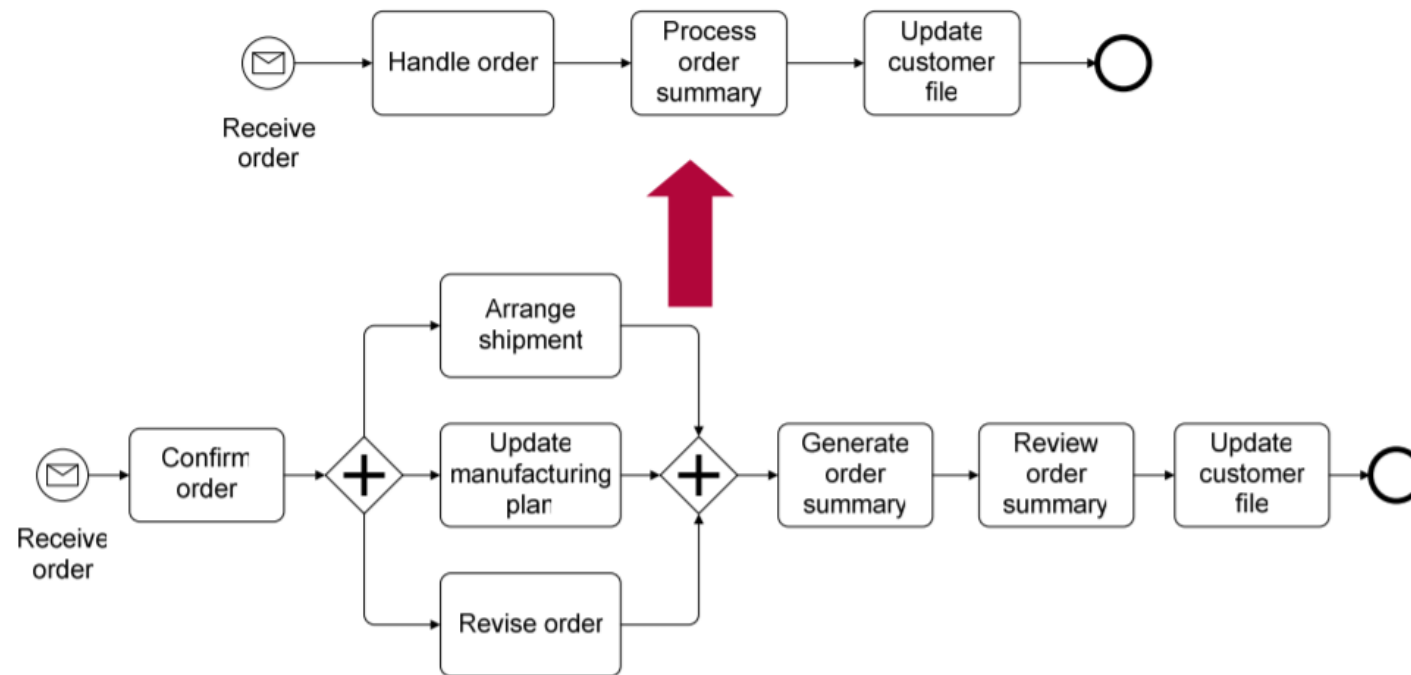 Handle order
Process
order
summary
Update
customer
file
Receive
order
Arrange
shipment
Confirm
order
Update
manufacturing
plan
Generate
order
summary
Review
order
summary
Update
customer
file
Receive
order
Revise order